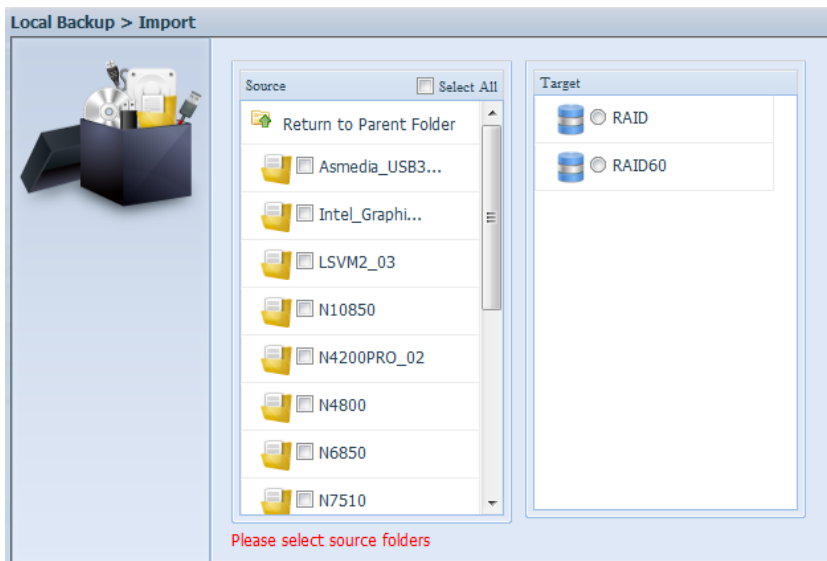 Local Backup > Import
Source
Select All
Return to Parent Folder
Asmedia_USB3...
Intel_Graphi...
LSVM2_03
N10850
N4200PRO_02
N4800
N6850
N7510
Target
RAID
RAID60
Please select source folders